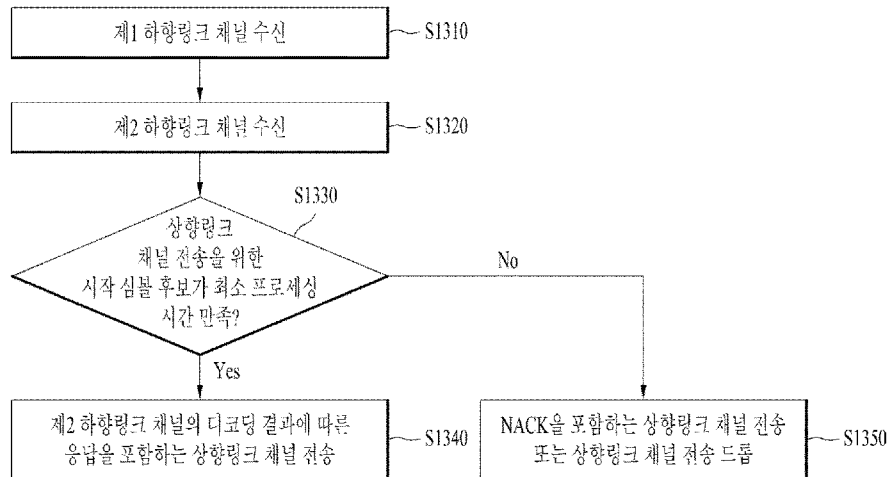 제1 하향링크 채널 수신
S1310
제2 하향링크 채널 수신
S1320
S1330
상향링크
채널 전송을 위한
시작 심볼 후보가 최소 프로세싱
시간 만족?
No
Yes
제2 하향링크 채널의 디코딩 결과에 따른
응답을 포함하는 상향링크 채널 전송
S1340
NACK을 포함하는 상향링크 채널 전송
또는 상향링크 채널 전송 드롭
S1350